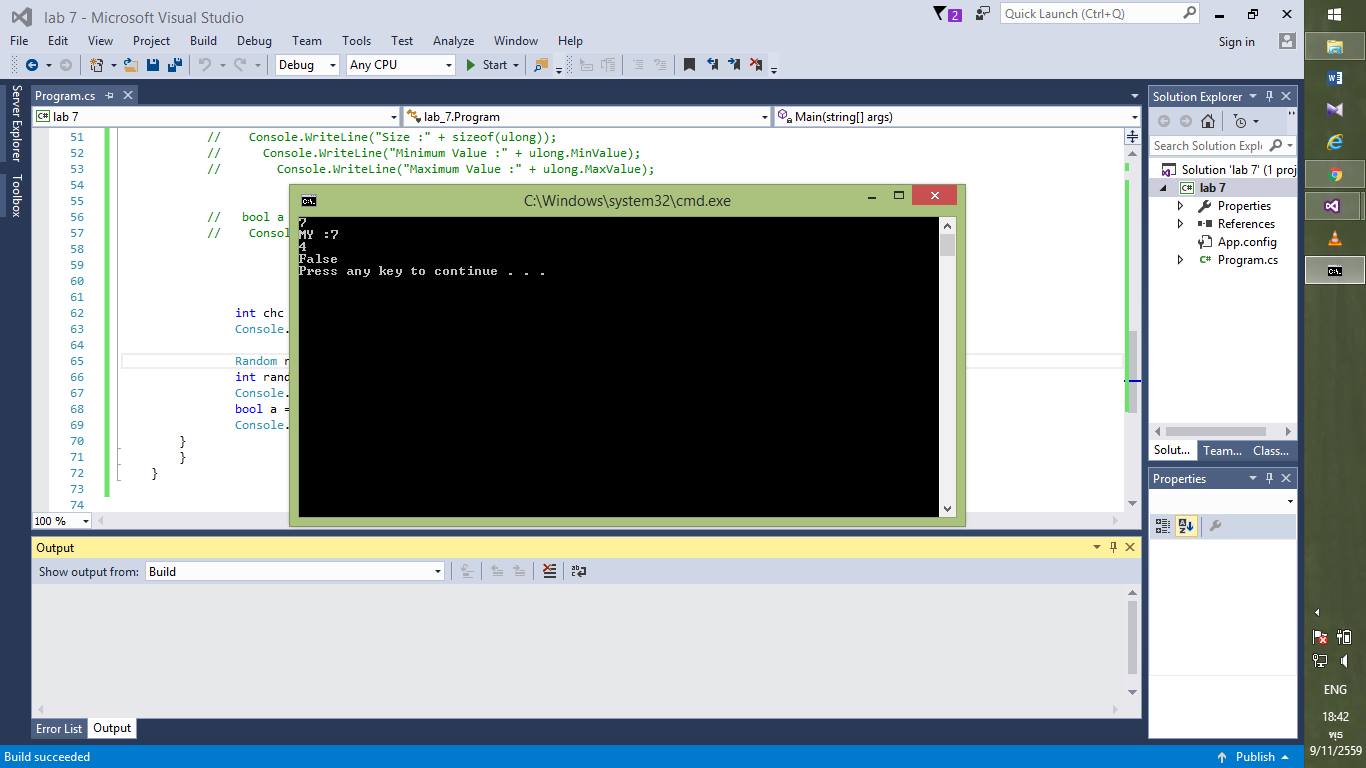 lab 7 - Microsoft Visual Studio
2
Quick Launch (Ctrl+Q)
File Edit View Project Build Debug Team Tools Test Analyze Window Help
Sign in
Debug Any CPU Start
Server Explorer
Toolbox
Program.cs
lab 7 lab_7.Program Main(string[] args)
51 // Console.WriteLine("Size :" + sizeof(ulong));
52 // Console.WriteLine("Minimum Value :" + ulong.MinValue);
53 // Console.WriteLine("Maximum Value :" + ulong.MaxValue);
54
55
56 // bool a
57 // Consol
58
59
60
61
62 int chc
63 Console.
64
65 Random r
66 int rand
67 Console.
68 bool a =
69 Console.
70 }
71 }
72 }
73
74
100 %
C:\Windows\system32\cmd.exe
7
MY :7
4
False
Press any key to continue . . .
Solution Explorer
Search Solution Explo
Solution 'lab 7' (1 proj
lab 7
Properties
References
App.config
Program.cs
Solut... Team... Class...
Properties
Output
Show output from: Build
Error List Output
Build succeeded
Publish
ENG
18:42
พุธ
9/11/2559